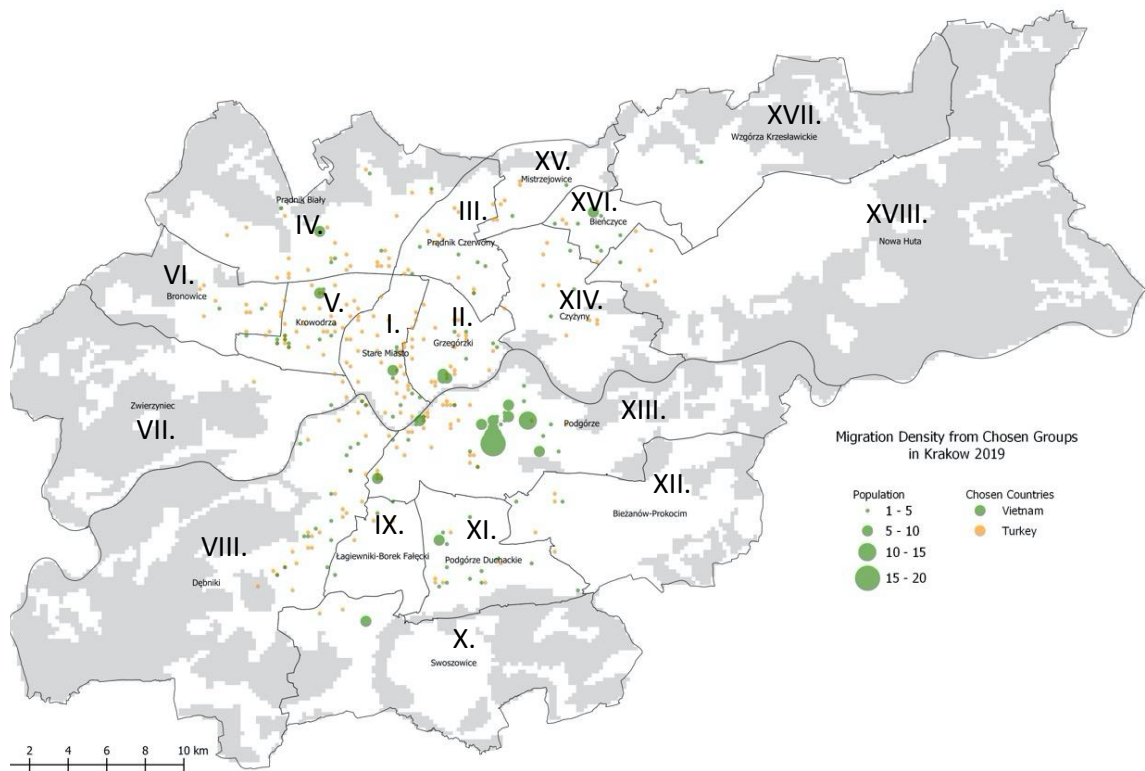 XVII.
Wzgórza Krzesławickie
XV.
Mistrzejowice
XVI.
Bieńczyce
XVIII.
Nowa Huta
III.
Prądnik Czerwony
Prądnik Biały
IV.
VI.
Bronowice
V.
Krowodrza
I.
Stare Miasto
II.
Grzegórzki
XIV.
Czyżyny
Zwierzyniec
VII.
XIII.
Podgórze
XII.
Bieżanów-Prokocim
VIII.
Dębniki
IX.
Łagiewniki-Borek Fałęcki
XI.
Podgórze Duchackie
X.
Swoszowice
Migration Density from Chosen Groups
in Krakow 2019
Population
1 - 5
5 - 10
10 - 15
15 - 20
Chosen Countries
Vietnam
Turkey
2 4 6 8 10 km